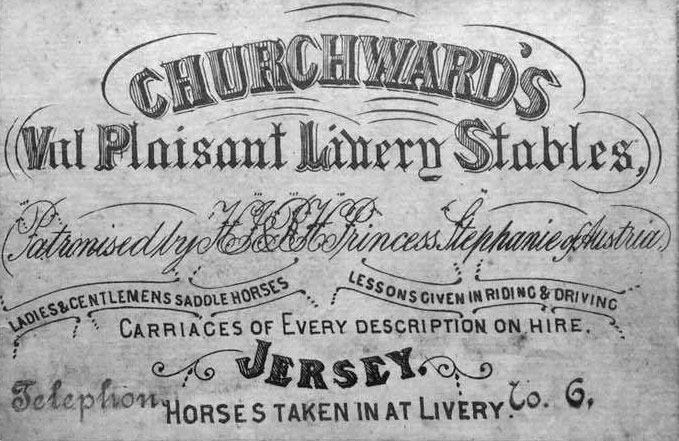 CHURCHWARD'S
Val Plaisant Livery Stables,
Patronised by H.I.&R.H. Princess Stephanie of Austria.
LADIES & GENTLEMENS SADDLE HORSES
LESSONS GIVEN IN RIDING & DRIVING
CARRIAGES OF EVERY DESCRIPTION ON HIRE.
JERSEY.
HORSES TAKEN IN AT LIVERY.
Telephon No. 6.